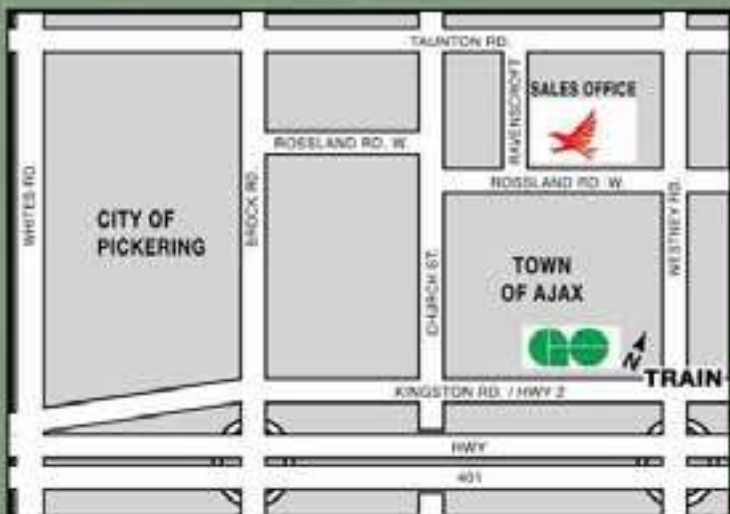 TAUNTON RD.
RAVENSCROFT
SALES OFFICE
ROSSLAND RD. W.
ROSSLAND RD. W.
WHITES RD.
BROCK RD.
WESTNEY RD.
CITY OF
PICKERING
CHURCH ST.
TOWN
OF AJAX
GO
N
TRAIN
KINGSTON RD. / HWY 2
HWY
401